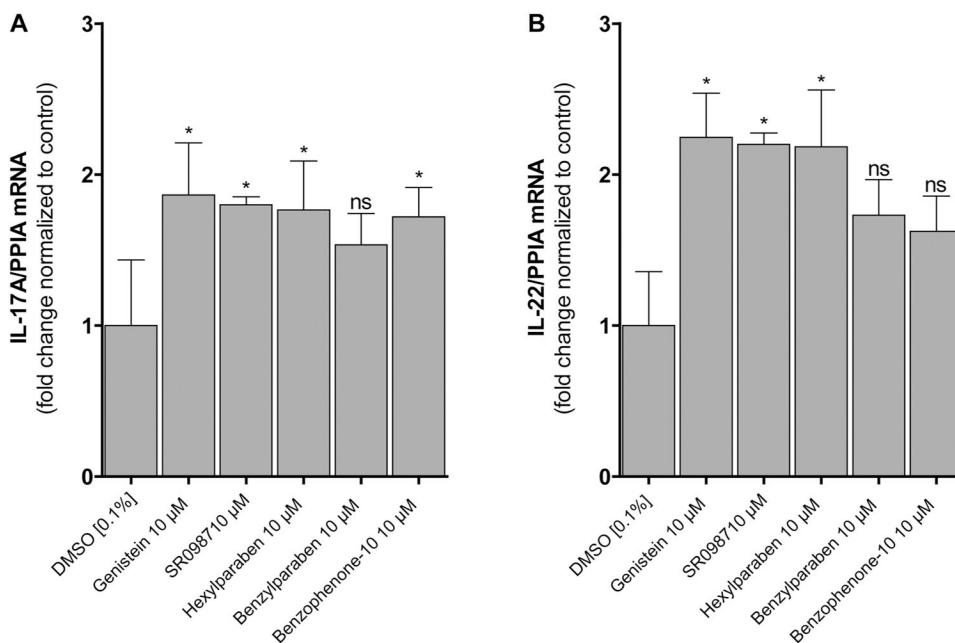 A
IL-17A/PPIA mRNA
(fold change normalized to control)
3
2
1
0
*
*
*
ns
*
DMSO [0.1%]
Genistein 10 µM
SR098710 µM
Hexylparaben 10 µM
Benzylparaben 10 µM
Benzophenone-10 10 µM
B
IL-22/PPIA mRNA
(fold change normalized to control)
3
2
1
0
*
*
*
ns
ns
DMSO [0.1%]
Genistein 10 µM
SR098710 µM
Hexylparaben 10 µM
Benzylparaben 10 µM
Benzophenone-10 10 µM